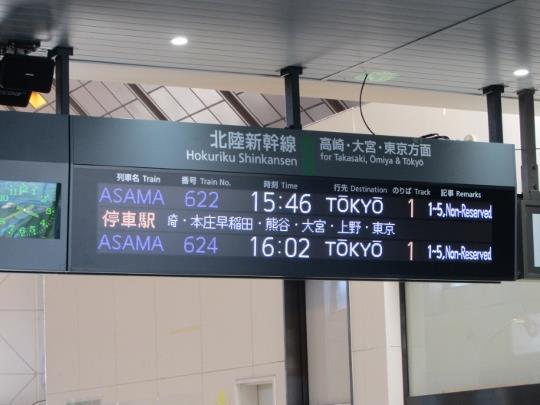 北陸新幹線 高崎・大宮・東京方面
Hokuriku Shinkansen for Takasaki, Ōmiya & Tōkyō
列車名 Train 番号 Train No. 時刻 Time 行先 Destination のりば Track 記事 Remarks
ASAMA 622 15:46 TŌKYŌ 1 1~5,Non-Reserved
停車駅 崎・本庄早稲田・熊谷・大宮・上野・東京
ASAMA 624 16:02 TŌKYŌ 1 1~5,Non-Reserved